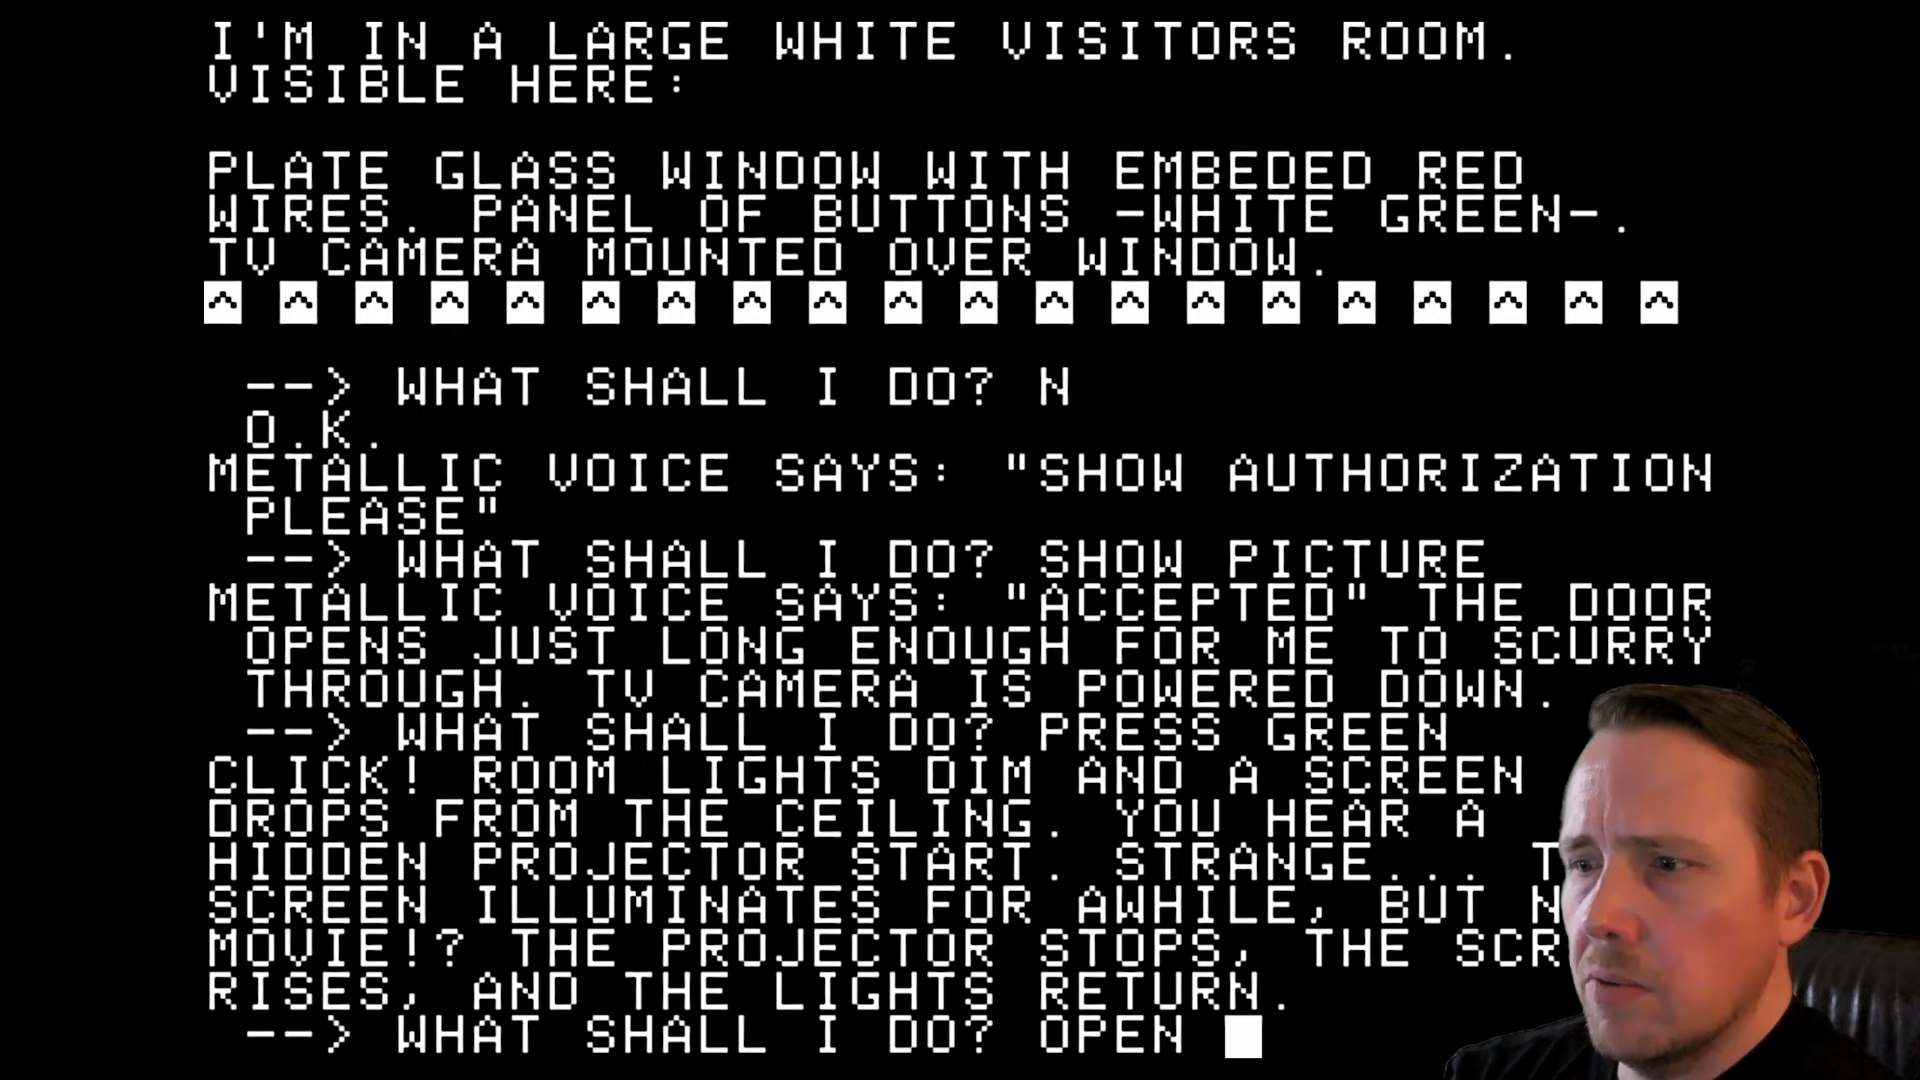 I'M IN A LARGE WHITE VISITORS ROOM.
VISIBLE HERE:
PLATE GLASS WINDOW WITH EMBEDED RED
WIRES. PANEL OF BUTTONS -WHITE GREEN-.
TV CAMERA MOUNTED OVER WINDOW.
^ ^ ^ ^ ^ ^ ^ ^ ^ ^ ^ ^ ^ ^ ^ ^ ^ ^ ^ ^
--> WHAT SHALL I DO? N
O.K.
METALLIC VOICE SAYS: "SHOW AUTHORIZATION
PLEASE"
--> WHAT SHALL I DO? SHOW PICTURE
METALLIC VOICE SAYS: "ACCEPTED" THE DOOR
OPENS JUST LONG ENOUGH FOR ME TO SCURRY
THROUGH. TV CAMERA IS POWERED DOWN.
--> WHAT SHALL I DO? PRESS GREEN
CLICK! ROOM LIGHTS DIM AND A SCREEN
DROPS FROM THE CEILING. YOU HEAR A
HIDDEN PROJECTOR START. STRANGE...
SCREEN ILLUMINATES FOR AWHILE, BUT
MOVIE!? THE PROJECTOR STOPS, THE
RISES, AND THE LIGHTS RETURN.
--> WHAT SHALL I DO? OPEN